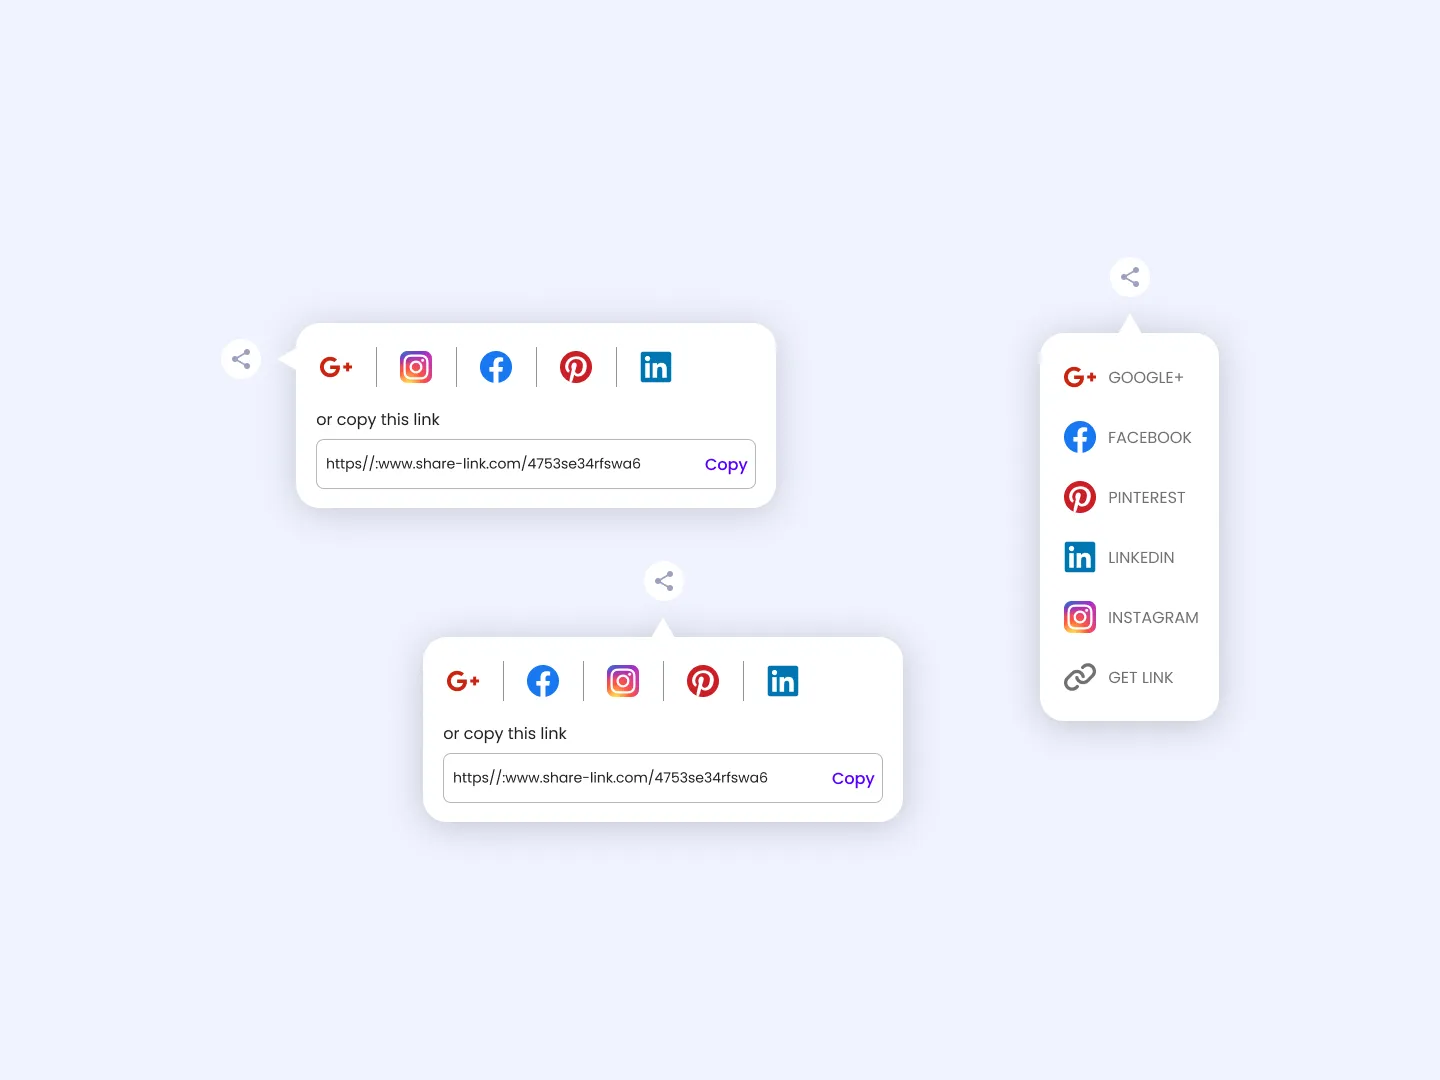 G+
in
or copy this link
https//:www.share-link.com/4753se34rfswa6 Copy
G+
in
or copy this link
https//:www.share-link.com/4753se34rfswa6 Copy
G+ GOOGLE+
FACEBOOK
PINTEREST
in LINKEDIN
INSTAGRAM
GET LINK